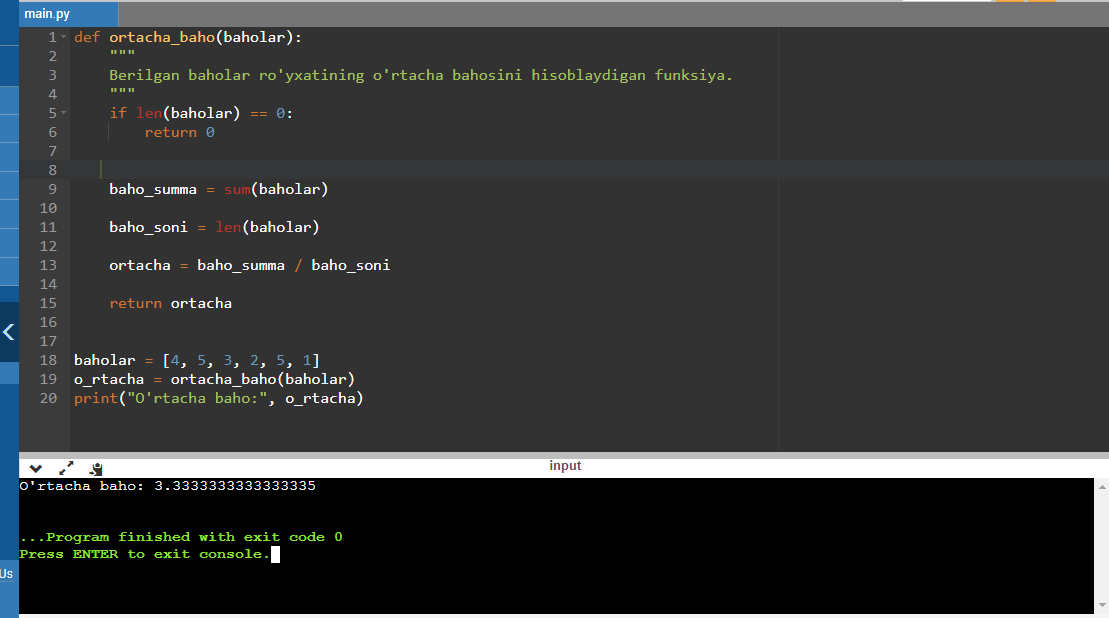 main.py
1 def ortacha_baho(baholar):
2     """
3     Berilgan baholar ro'yxatining o'rtacha bahosini hisoblaydigan funksiya.
4     """
5     if len(baholar) == 0:
6         return 0
7
8
9     baho_summa = sum(baholar)
10
11     baho_soni = len(baholar)
12
13     ortacha = baho_summa / baho_soni
14
15     return ortacha
16
17
18 baholar = [4, 5, 3, 2, 5, 1]
19 o_rtacha = ortacha_baho(baholar)
20 print("O'rtacha baho:", o_rtacha)
input
O'rtacha baho: 3.3333333333333335
...Program finished with exit code 0
Press ENTER to exit console.
Us